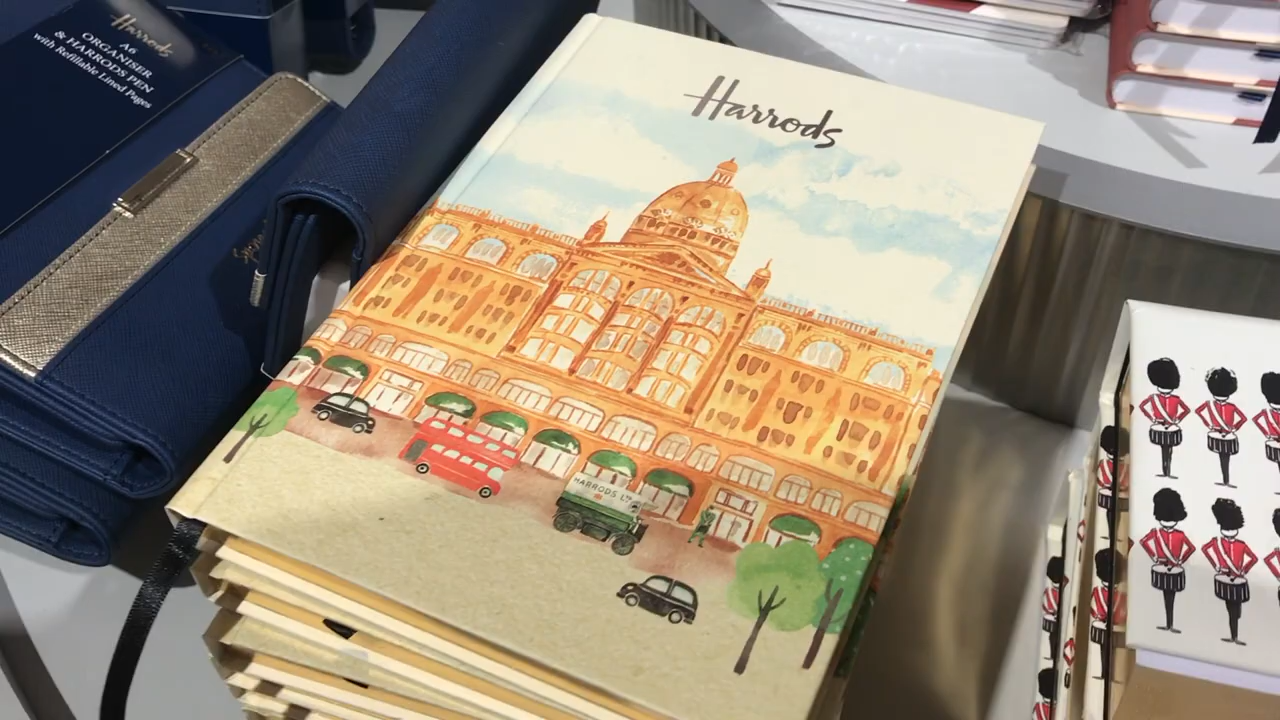 Harrods
A6
ORGANISER
& HARRODS PEN
with Refillable Lined Pages
Harrods
HARRODS LTD